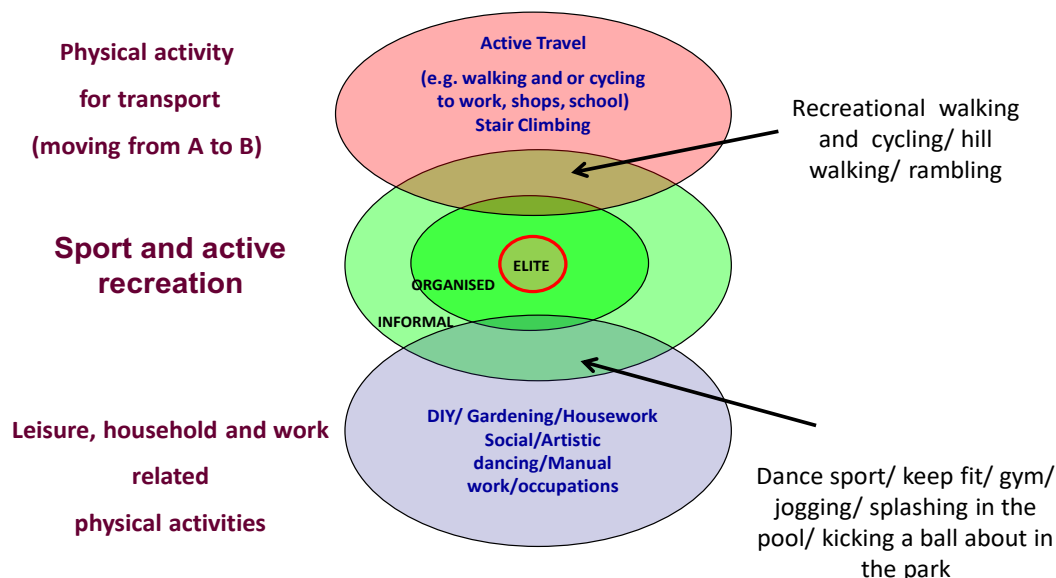 Physical activity
for transport
(moving from A to B)
Active Travel
(e.g. walking and or cycling
to work, shops, school)
Stair Climbing
Recreational walking
and cycling/ hill
walking/ rambling
Sport and active
recreation
ELITE
ORGANISED
INFORMAL
Leisure, household and work
related
physical activities
DIY/ Gardening/Housework
Social/Artistic
dancing/Manual
work/occupations
Dance sport/ keep fit/ gym/
jogging/ splashing in the
pool/ kicking a ball about in
the park